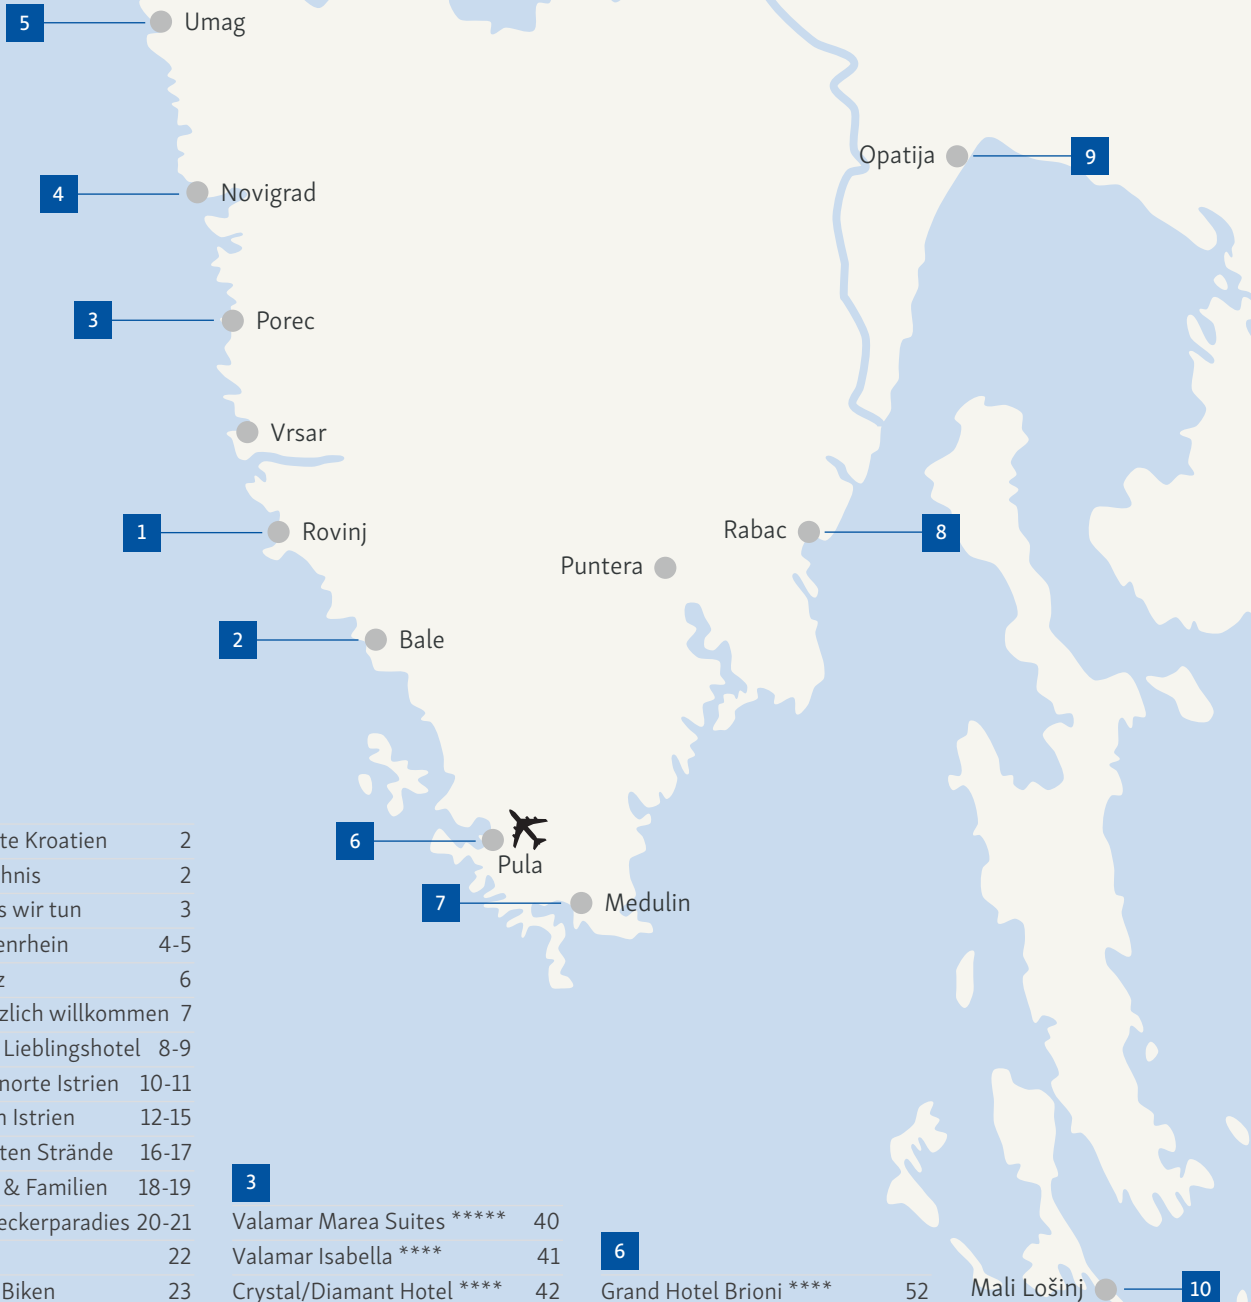 5 Umag
Opatija 9
4 Novigrad
3 Porec
Vrsar
1 Rovinj
Rabac 8
Puntera
2 Bale
6 Pula
7 Medulin
te Kroatien 2
hnis 2
s wir tun 3
enrhein 4-5
z 6
zlich willkommen 7
Lieblingshotel 8-9
norte Istrien 10-11
n Istrien 12-15
ten Strände 16-17
& Familien 18-19
eckerparadies 20-21
22
Biken 23
3
Valamar Marea Suites ***** 40
Valamar Isabella **** 41
Crystal/Diamant Hotel **** 42
6
Grand Hotel Brioni **** 52
Mali Lošinj 10